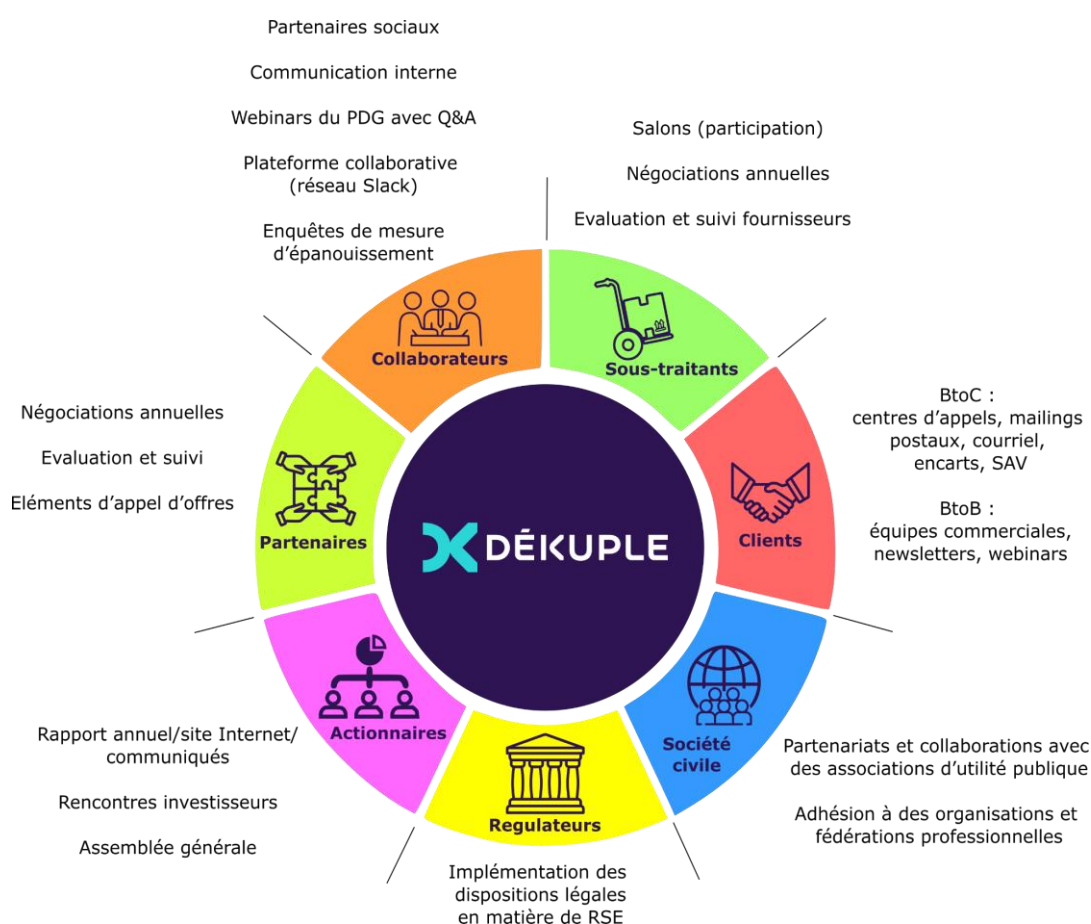 Partenaires sociaux
Communication interne
Webinars du PDG avec Q&A
Plateforme collaborative
(réseau Slack)
Enquêtes de mesure
d'épanouissement
Salons (participation)
Négociations annuelles
Evaluation et suivi fournisseurs
Collaborateurs
Sous-traitants
Négociations annuelles
Evaluation et suivi
Eléments d'appel d'offres
Partenaires
DÉKUPLE
Clients
BtoC :
centres d'appels, mailings
postaux, courriel,
encarts, SAV
BtoB :
équipes commerciales,
newsletters, webinars
Actionnaires
Rapport annuel/site Internet/
communiqués
Rencontres investisseurs
Assemblée générale
Regulateurs
Implémentation des
dispositions légales
en matière de RSE
Société
civile
Partenariats et collaborations avec
des associations d'utilité publique
Adhésion à des organisations et
fédérations professionnelles